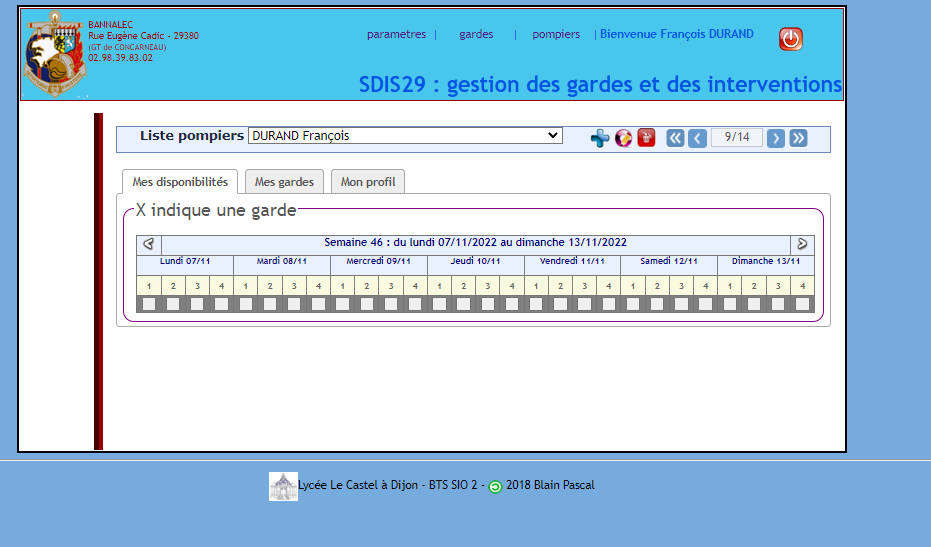 BANNALEC
Rue Eugène Cadic - 29380
(GT de CONCARNEAU)
02.98.39.83.02
parametres | gardes | pompiers | Bienvenue François DURAND
SDIS29 : gestion des gardes et des interventions
Liste pompiers DURAND François 9/14
Mes disponibilités Mes gardes Mon profil
X indique une garde
Semaine 46 : du lundi 07/11/2022 au dimanche 13/11/2022
Lundi 07/11 Mardi 08/11 Mercredi 09/11 Jeudi 10/11 Vendredi 11/11 Samedi 12/11 Dimanche 13/11
1 2 3 4 1 2 3 4 1 2 3 4 1 2 3 4 1 2 3 4 1 2 3 4 1 2 3 4
Lycée Le Castel à Dijon - BTS SIO 2 - 2018 Blain Pascal